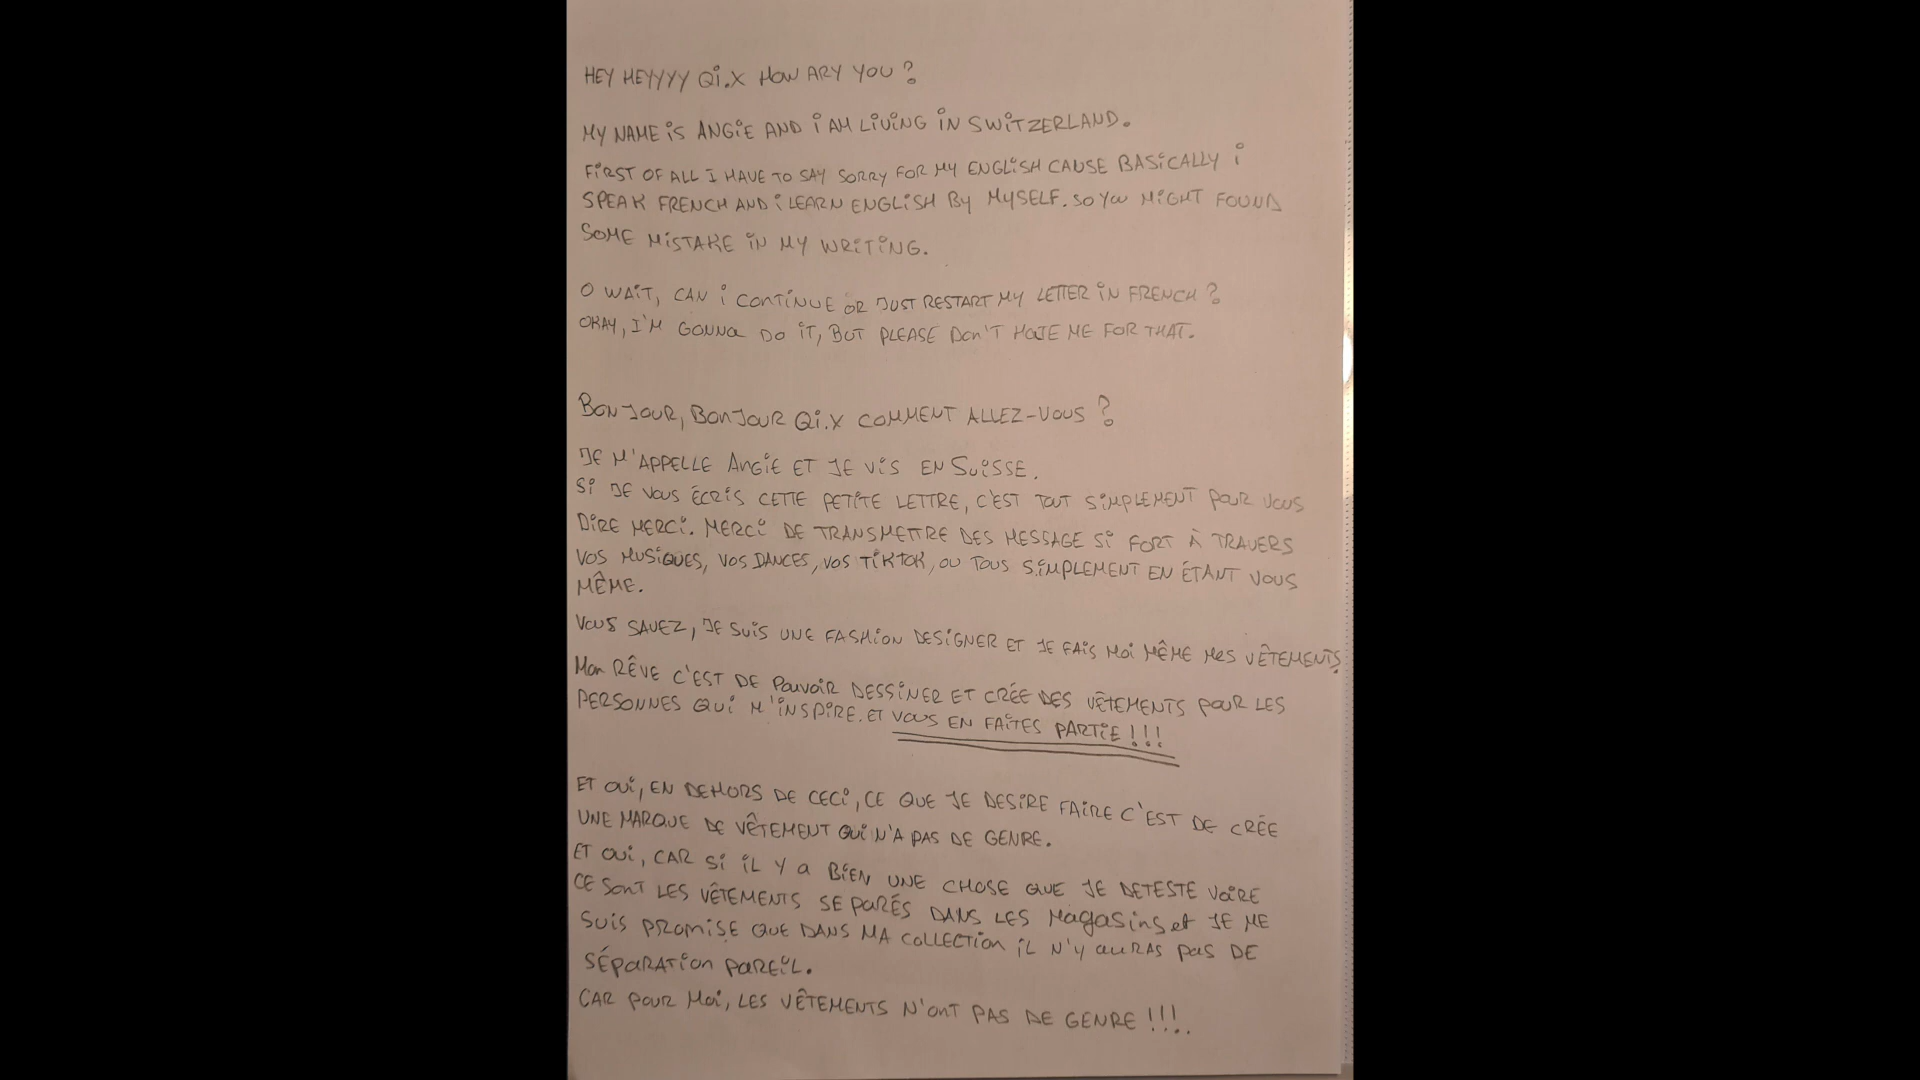 HEY HEYYYY Qi.X HOW ARY YOU ?
MY NAME iS ANGiE AND i AM LiViNG iN SWiTZERLAND.
FiRST OF ALL I HAVE TO SAY SORRY FOR MY ENGLiSH CAUSE BASiCALLY i
SPEAK FRENCH AND i LEARN ENGLiSH BY MYSELF. SO YOU MiGHT FOUND
SOME MiSTAKE iN MY WRiTiNG.
O WAiT, CAN i CONTiNUE OR JUST RESTART MY LETTER iN FRENCH ?
OKAY, I'M GONNA DO iT, BUT PLEASE DON'T HATE ME FOR THAT.
BONJOUR, BONJOUR Qi.X COMMENT ALLEZ-VOUS ?
JE M'APPELLE ANGiE ET JE ViS EN SUiSSE.
Si JE VOUS ÉCRiS CETTE PETiTE LETTRE, C'EST TOUT SiMPLEMENT POUR VOUS
DiRE MERCi. MERCi DE TRANSMETTRE DES MESSAGE Si FORT À TRAVERS
VOS MUSiQUES, VOS DANCES, VOS TiKTOK, OU TOUS SiMPLEMENT EN ÉTANT VOUS
MÊME.
VOUS SAVEZ, JE SUiS UNE FASHiON DESiGNER ET JE FAiS MOi MÊME MES VÊTEMENTS.
MON RÊVE C'EST DE POUVOiR DESSiNER ET CRÉE DES VÊTEMENTS POUR LES
PERSONNES QUi M'iNSPiRE. ET VOUS EN FAiTES PARTiE !!!
ET OUi, EN DEHORS DE CECi, CE QUE JE DESiRE FAiRE C'EST DE CRÉE
UNE MARQUE DE VÊTEMENT QUi N'A PAS DE GENRE.
ET OUi, CAR Si iL Y A BiEN UNE CHOSE QUE JE DETESTE VOiRE
CE SONT LES VÊTEMENTS SEPARÉS DANS LES MAGASiNS et JE ME
SUiS PROMiSE QUE DANS MA COLLECTiON iL N'Y AURAS PAS DE
SÉPARATiON PAREiL.
CAR POUR MOi, LES VÊTEMENTS N'ONT PAS DE GENRE !!!..